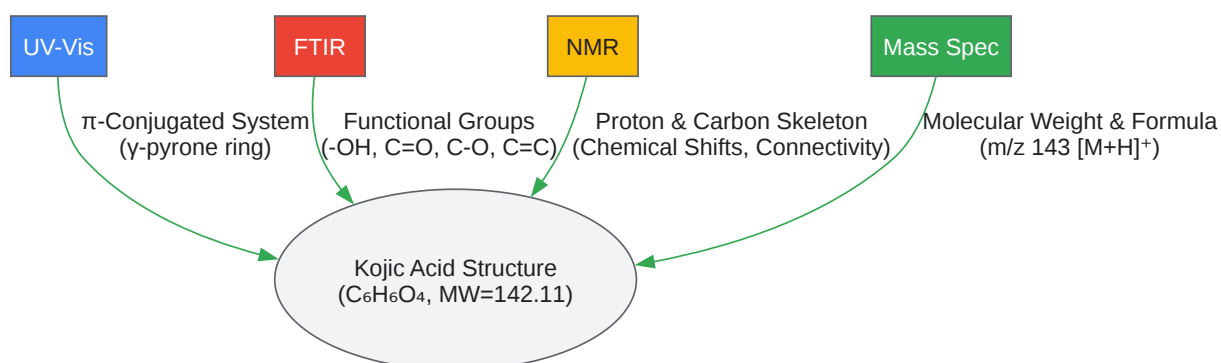 UV-Vis
FTIR
NMR
Mass Spec
π-Conjugated System
(γ-pyrone ring)
Functional Groups
(-OH, C=O, C-O, C=C)
Proton & Carbon Skeleton
(Chemical Shifts, Connectivity)
Molecular Weight & Formula
(m/z 143 [M+H]⁺)
Kojic Acid Structure
(C₆H₆O₄, MW=142.11)